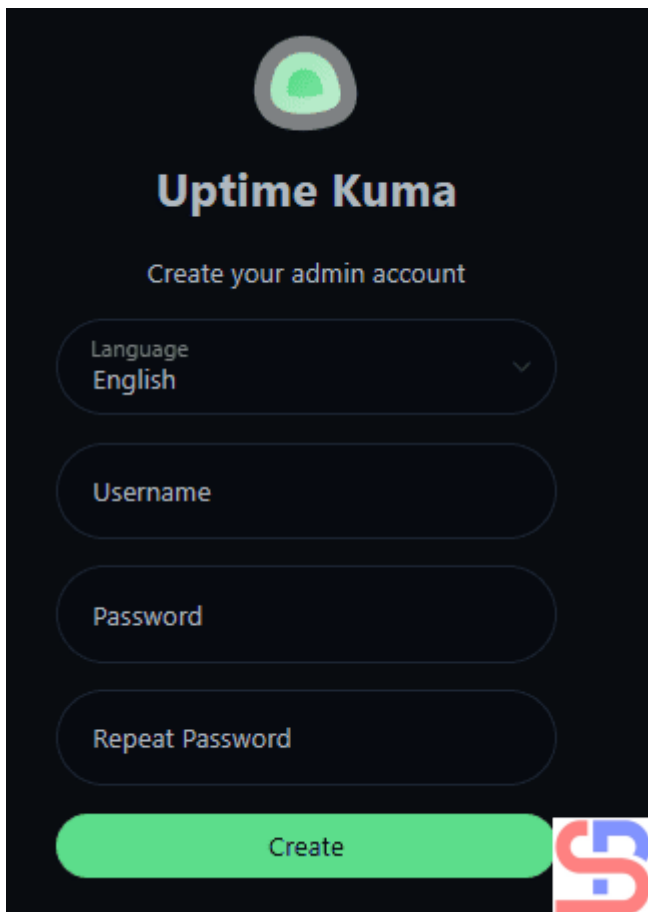 Uptime Kuma
Create your admin account
Language
English
Username
Password
Repeat Password
Create